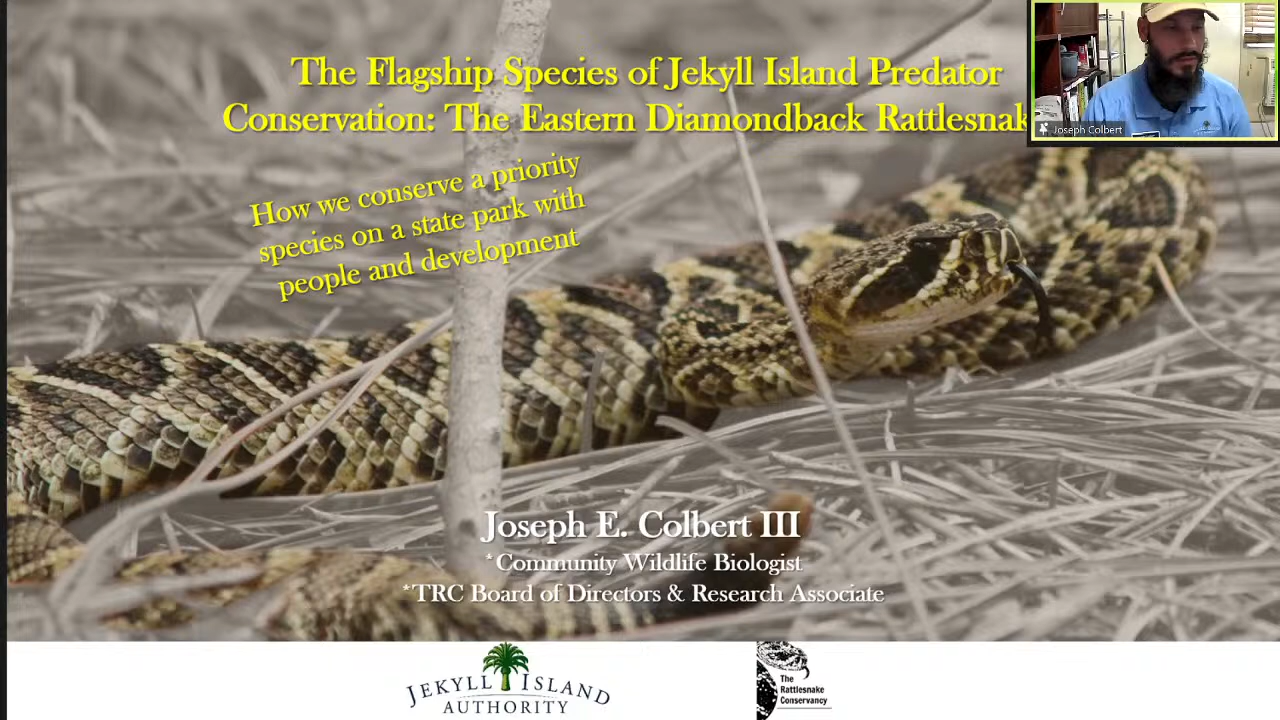 The Flagship Species of Jekyll Island Predator
Conservation: The Eastern Diamondback Rattlesnak
Joseph Colbert
How we conserve a priority
species on a state park with
people and development
Joseph E. Colbert III
*Community Wildlife Biologist
*TRC Board of Directors & Research Associate
JEKYLL ISLAND
AUTHORITY
The
Rattlesnake
Conservancy